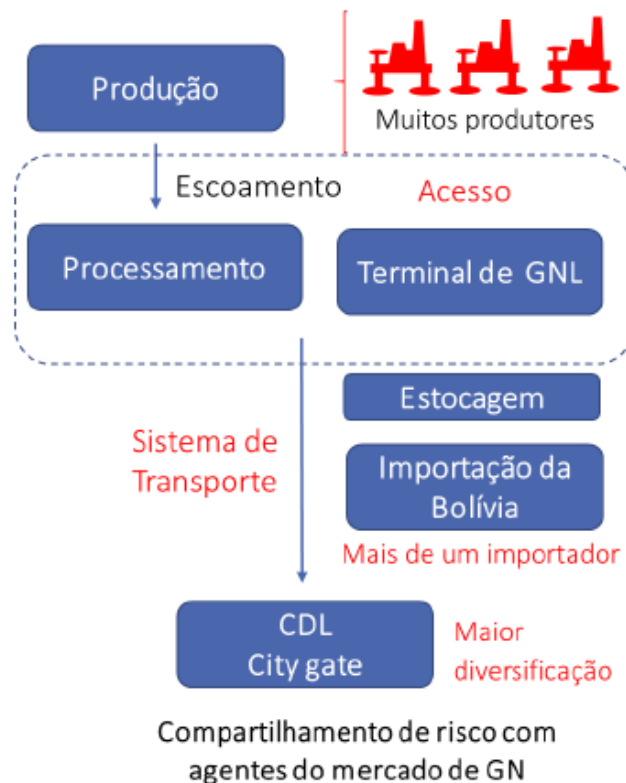 Produção
Muitos produtores
Escoamento
Acesso
Processamento
Terminal de GNL
Estocagem
Sistema de
Transporte
Importação da
Bolívia
Mais de um importador
CDL
City gate
Maior
diversificação
Compartilhamento de risco com
agentes do mercado de GN